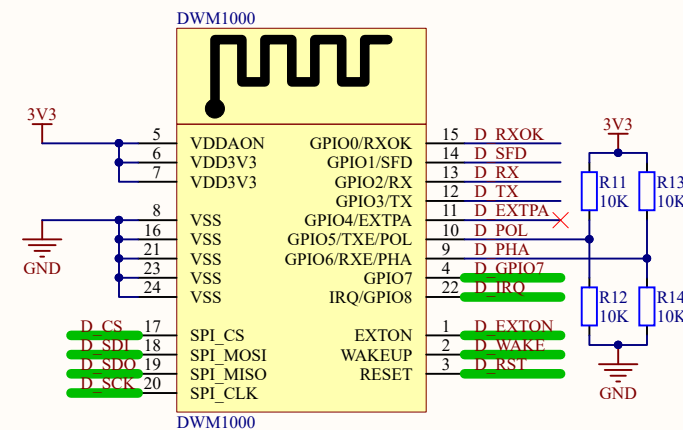 DWM1000
3V3
5 VDDAON GPIO0/RXOK 15 D_RXOK
6 VDD3V3 GPIO1/SFD 14 D_SFD
7 VDD3V3 GPIO2/RX 13 D_RX
GPIO3/TX 12 D_TX
8 VSS GPIO4/EXTPA 11 D_EXTPA
16 VSS GPIO5/TXE/POL 10 D_POL
21 VSS GPIO6/RXE/PHA 9 D_PHA
23 VSS GPIO7 4 D_GPIO7
24 VSS IRQ/GPIO8 22 D_IRQ
GND
D_CS 17 SPI_CS EXTON 1 D_EXTON
D_SDI 18 SPI_MOSI WAKEUP 2 D_WAKE
D_SDO 19 SPI_MISO RESET 3 D_RST
D_SCK 20 SPI_CLK
DWM1000
3V3
R11 R13
10K 10K
R12 R14
10K 10K
GND